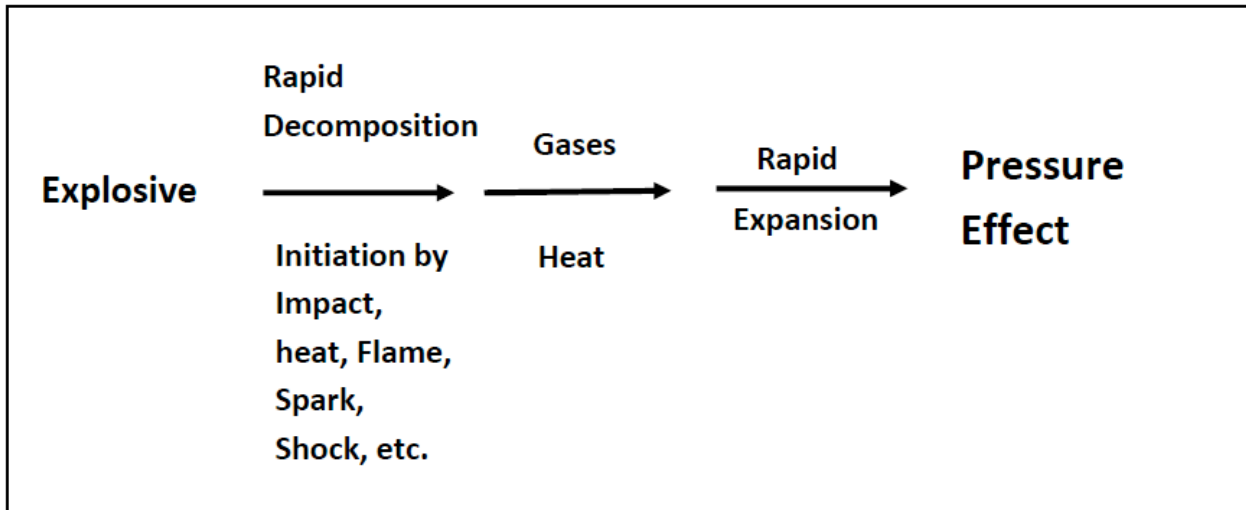 Explosive
Rapid
Decomposition
Initiation by
Impact,
heat, Flame,
Spark,
Shock, etc.
Gases
Heat
Rapid
Expansion
Pressure
Effect